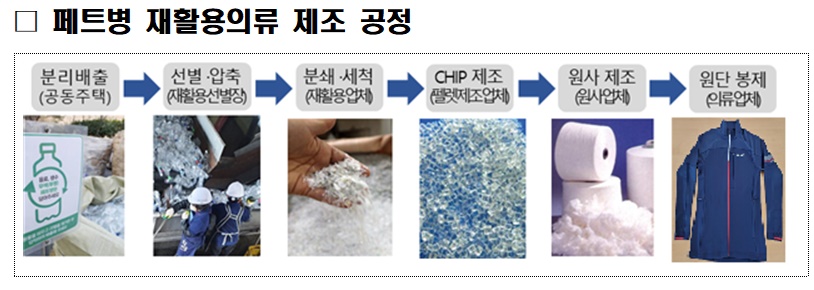 □ 페트병 재활용의류 제조 공정
분리배출
(공동주택)
선별·압축
(재활용선별장)
분쇄·세척
(재활용업체)
CHIP 제조
(펠렛제조업체)
원사 제조
(원사업체)
원단 봉제
(의류업체)